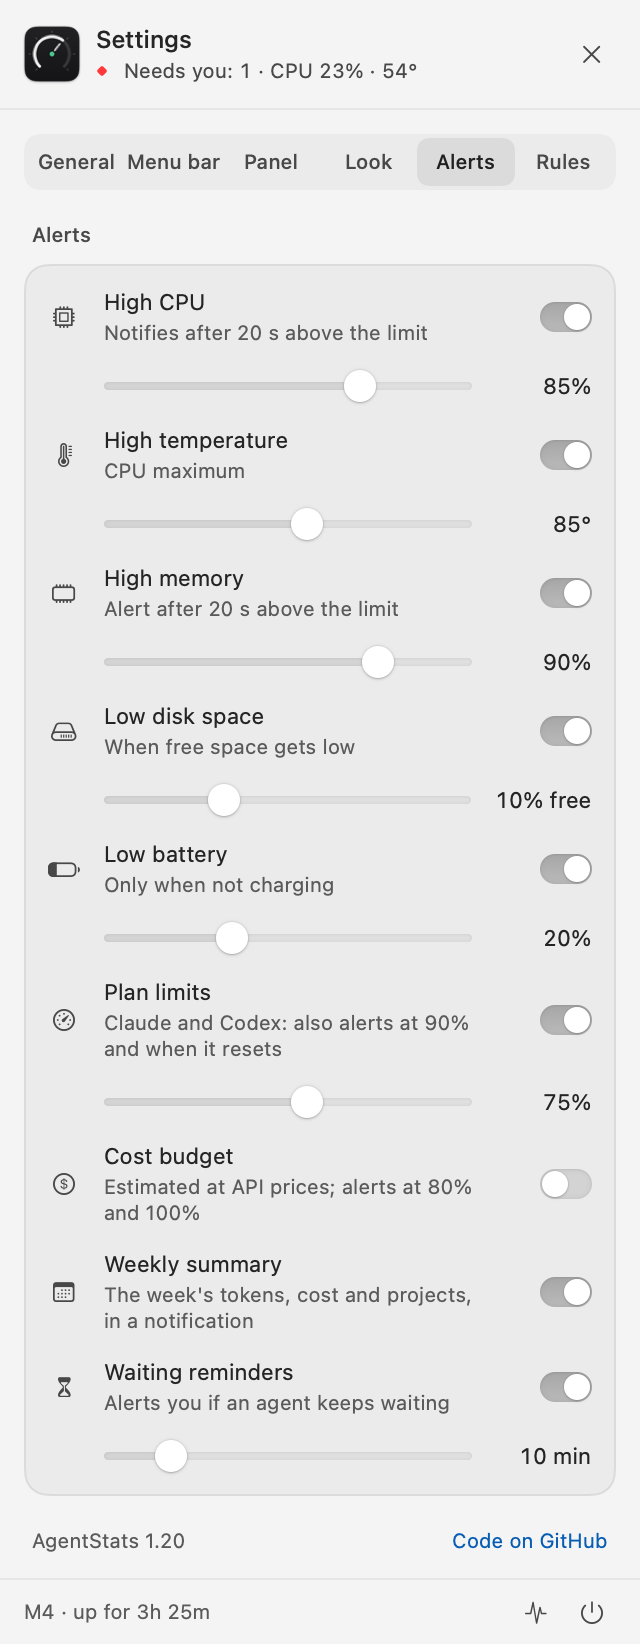 Settings
Needs you: 1 · CPU 23% · 54°
General Menu bar Panel Look Alerts Rules
Alerts
High CPU
Notifies after 20 s above the limit
85%
High temperature
CPU maximum
85°
High memory
Alert after 20 s above the limit
90%
Low disk space
When free space gets low
10% free
Low battery
Only when not charging
20%
Plan limits
Claude and Codex: also alerts at 90%
and when it resets
75%
Cost budget
Estimated at API prices; alerts at 80%
and 100%
Weekly summary
The week's tokens, cost and projects,
in a notification
Waiting reminders
Alerts you if an agent keeps waiting
10 min
AgentStats 1.20 Code on GitHub
M4 · up for 3h 25m